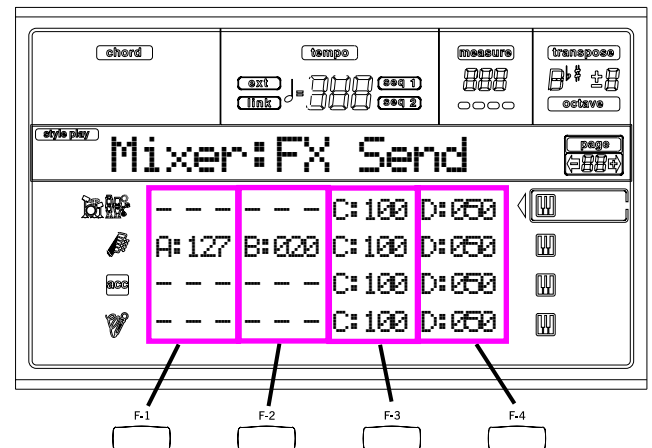 chord tempo measure transpose
ext seq 1
link seq 2
octave
style play Mixer:FX Send page
- - - - - - C:100 D:050
A:127 B:020 C:100 D:050
acc - - - - - - C:100 D:050
- - - - - - C:100 D:050
F-1 F-2 F-3 F-4